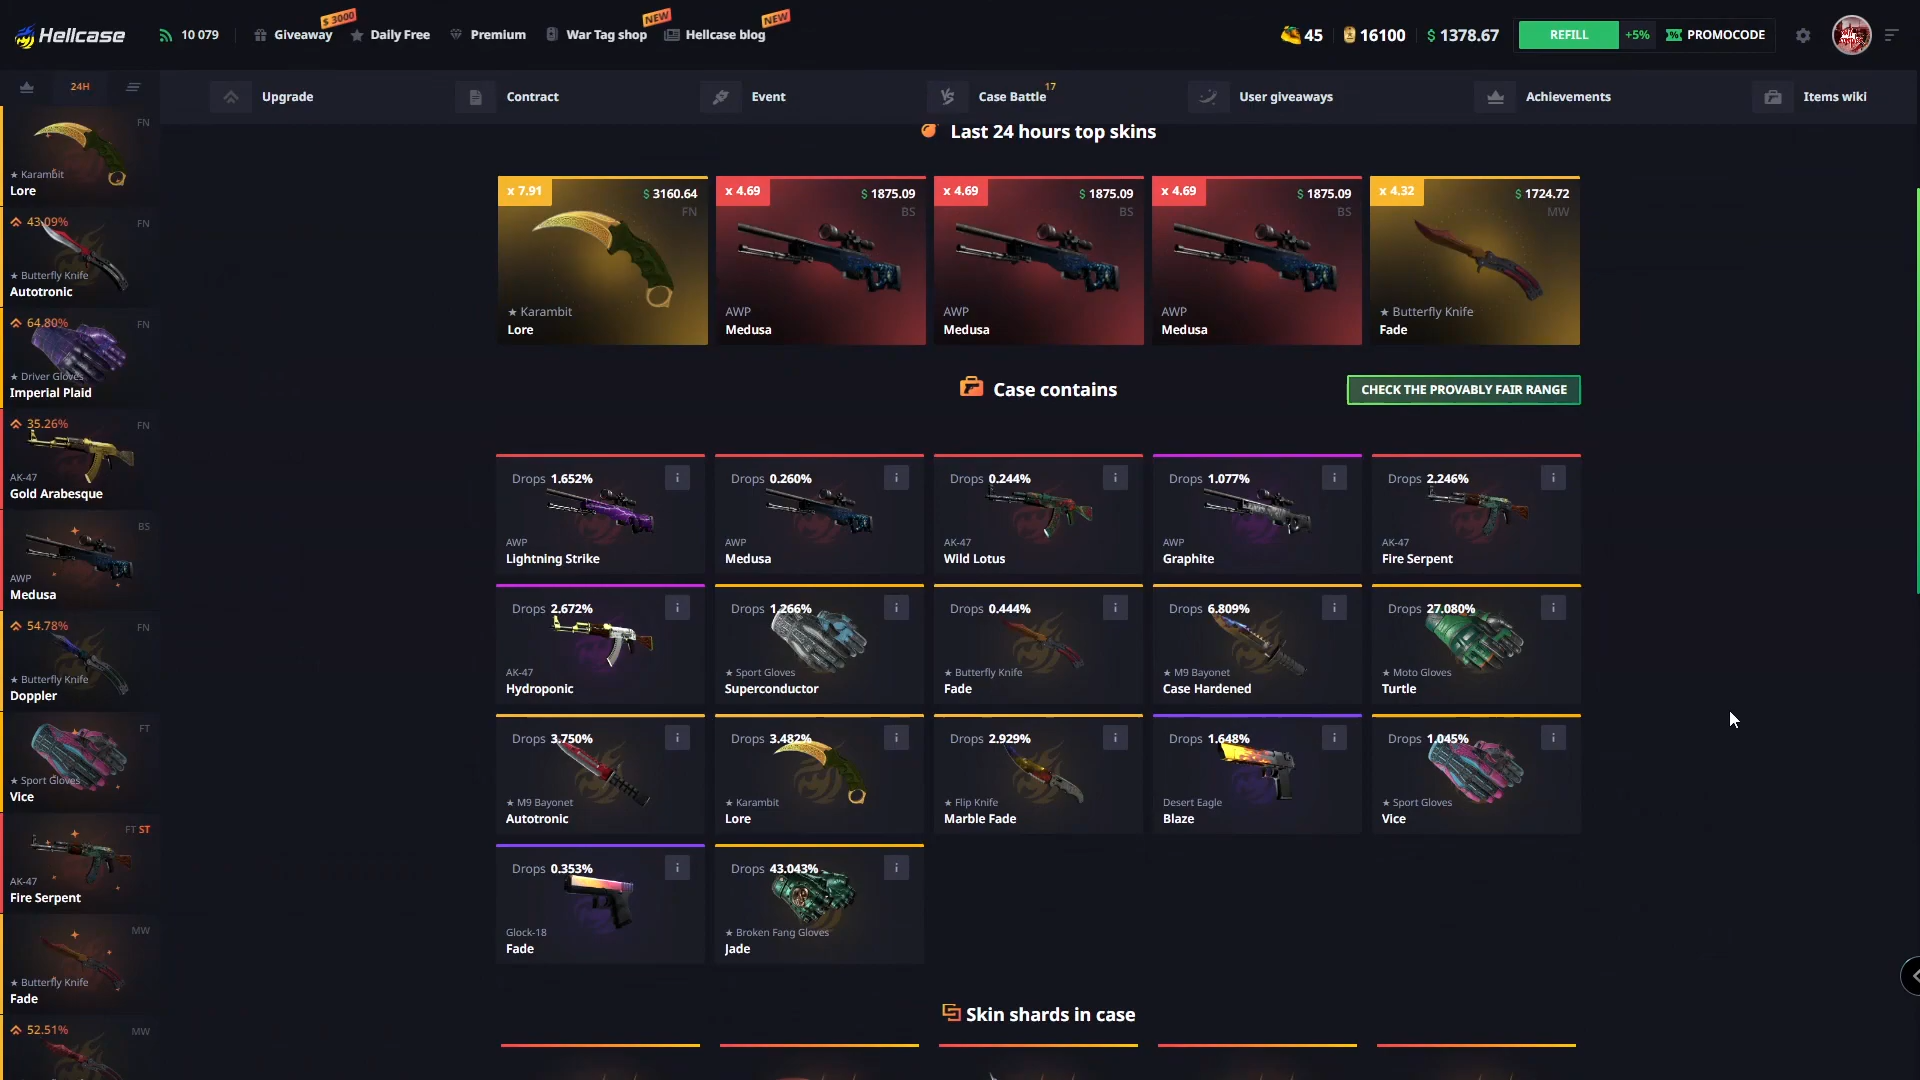 Hellcase
10 079
Giveaway
$ 3000
Daily Free
Premium
War Tag shop
NEW
Hellcase blog
NEW
45
16100
$ 1378.67
REFILL
+5%
PROMOCODE
24H
Upgrade
Contract
Event
Case Battle
17
User giveaways
Achievements
Items wiki
FN
★ Karambit
Lore
43.09%
FN
★ Butterfly Knife
Autotronic
64.80%
FN
★ Driver Gloves
Imperial Plaid
35.26%
FN
AK-47
Gold Arabesque
BS
AWP
Medusa
54.78%
FN
★ Butterfly Knife
Doppler
FT
★ Sport Gloves
Vice
FT ST
AK-47
Fire Serpent
MW
★ Butterfly Knife
Fade
52.51%
MW
Last 24 hours top skins
x 7.91
$ 3160.64
FN
★ Karambit
Lore
x 4.69
$ 1875.09
BS
AWP
Medusa
x 4.69
$ 1875.09
BS
AWP
Medusa
x 4.69
$ 1875.09
BS
AWP
Medusa
x 4.32
$ 1724.72
MW
★ Butterfly Knife
Fade
Case contains
CHECK THE PROVABLY FAIR RANGE
Drops 1.652%
i
AWP
Lightning Strike
Drops 0.260%
i
AWP
Medusa
Drops 0.244%
i
AK-47
Wild Lotus
Drops 1.077%
i
AWP
Graphite
Drops 2.246%
i
AK-47
Fire Serpent
Drops 2.672%
i
AK-47
Hydroponic
Drops 1.266%
i
★ Sport Gloves
Superconductor
Drops 0.444%
i
★ Butterfly Knife
Fade
Drops 6.809%
i
★ M9 Bayonet
Case Hardened
Drops 27.080%
i
★ Moto Gloves
Turtle
Drops 3.750%
i
★ M9 Bayonet
Autotronic
Drops 3.482%
i
★ Karambit
Lore
Drops 2.929%
i
★ Flip Knife
Marble Fade
Drops 1.648%
i
Desert Eagle
Blaze
Drops 1.045%
i
★ Sport Gloves
Vice
Drops 0.353%
i
Glock-18
Fade
Drops 43.043%
i
★ Broken Fang Gloves
Jade
Skin shards in case